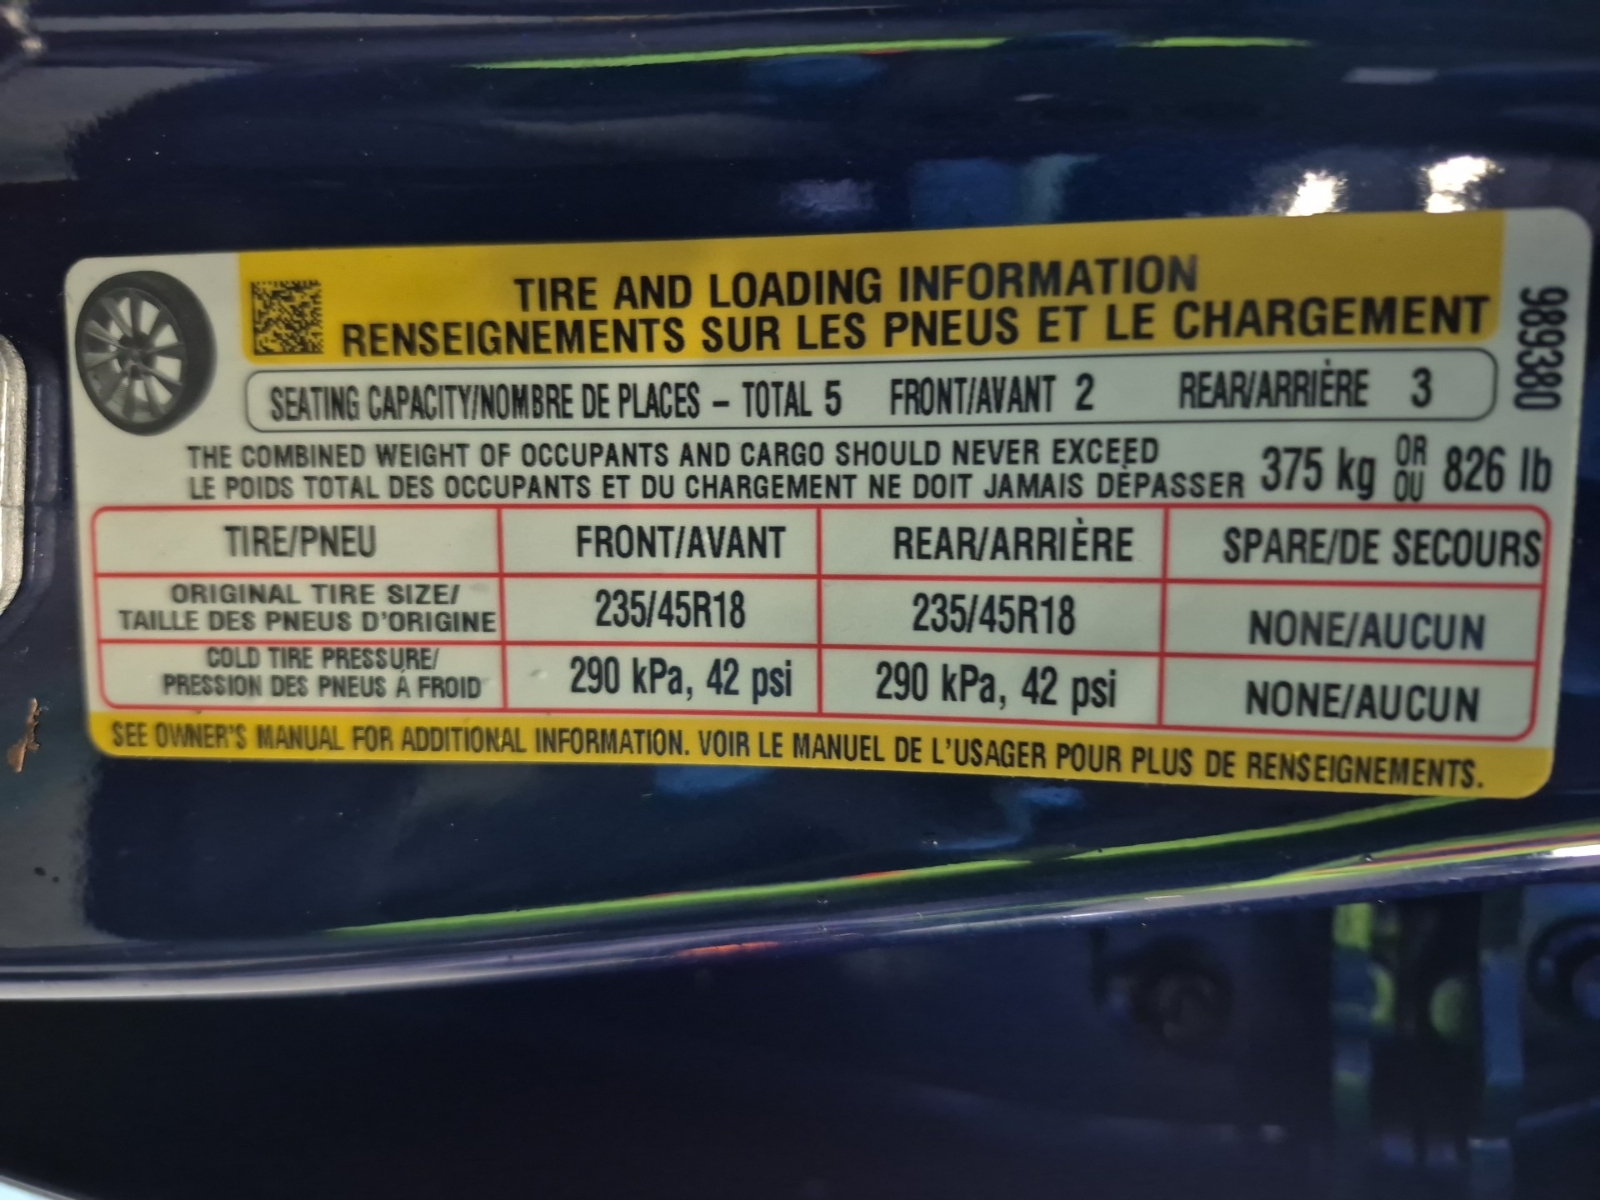 TIRE AND LOADING INFORMATION
RENSEIGNEMENTS SUR LES PNEUS ET LE CHARGEMENT
989380
SEATING CAPACITY/NOMBRE DE PLACES – TOTAL 5 FRONT/AVANT 2 REAR/ARRIÈRE 3
THE COMBINED WEIGHT OF OCCUPANTS AND CARGO SHOULD NEVER EXCEED
LE POIDS TOTAL DES OCCUPANTS ET DU CHARGEMENT NE DOIT JAMAIS DÉPASSER
375 kg OR OU 826 lb
TIRE/PNEU FRONT/AVANT REAR/ARRIÈRE SPARE/DE SECOURS
ORIGINAL TIRE SIZE/
TAILLE DES PNEUS D'ORIGINE
235/45R18 235/45R18 NONE/AUCUN
COLD TIRE PRESSURE/
PRESSION DES PNEUS Á FROID
290 kPa, 42 psi 290 kPa, 42 psi NONE/AUCUN
SEE OWNER'S MANUAL FOR ADDITIONAL INFORMATION. VOIR LE MANUEL DE L'USAGER POUR PLUS DE RENSEIGNEMENTS.